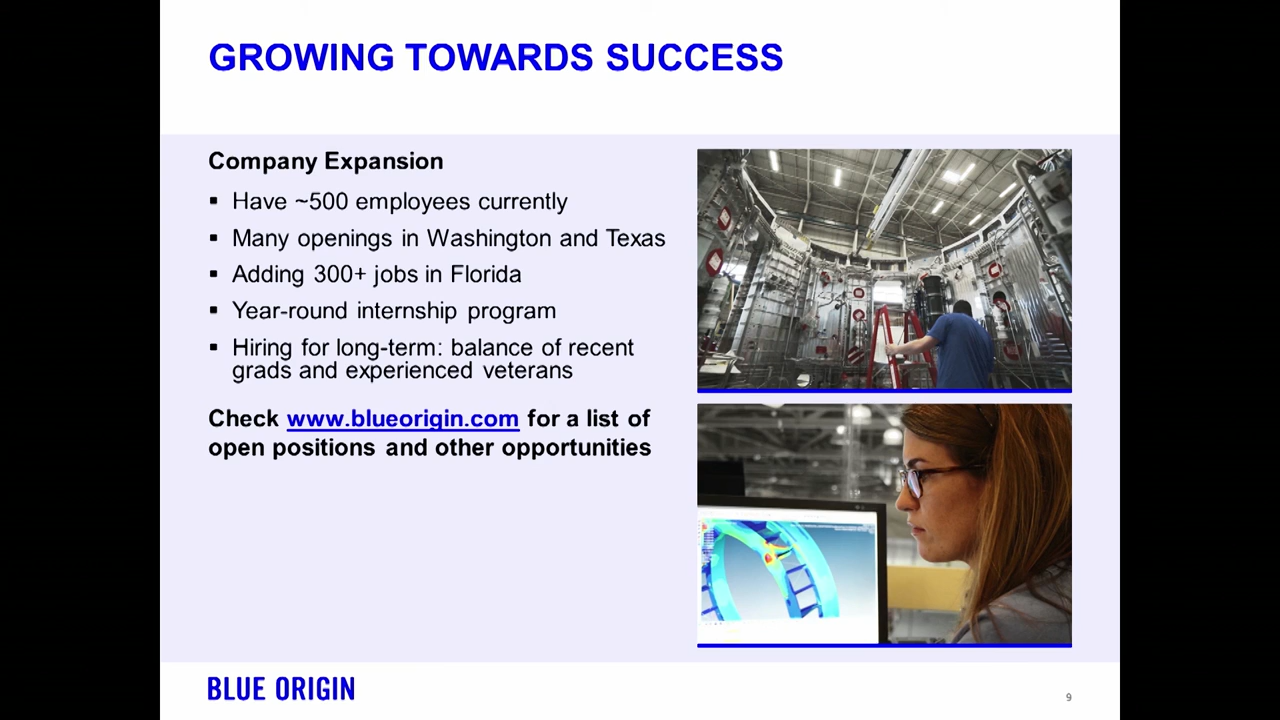 GROWING TOWARDS SUCCESS
Company Expansion
▪ Have ~500 employees currently
▪ Many openings in Washington and Texas
▪ Adding 300+ jobs in Florida
▪ Year-round internship program
▪ Hiring for long-term: balance of recent
grads and experienced veterans
Check www.blueorigin.com for a list of
open positions and other opportunities
BLUE ORIGIN
9